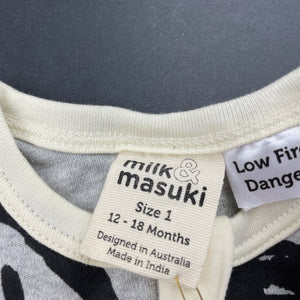 milk &
masuki
Size 1
12 - 18 Months
Designed in Australia
Made in India
Low Fire
Dange